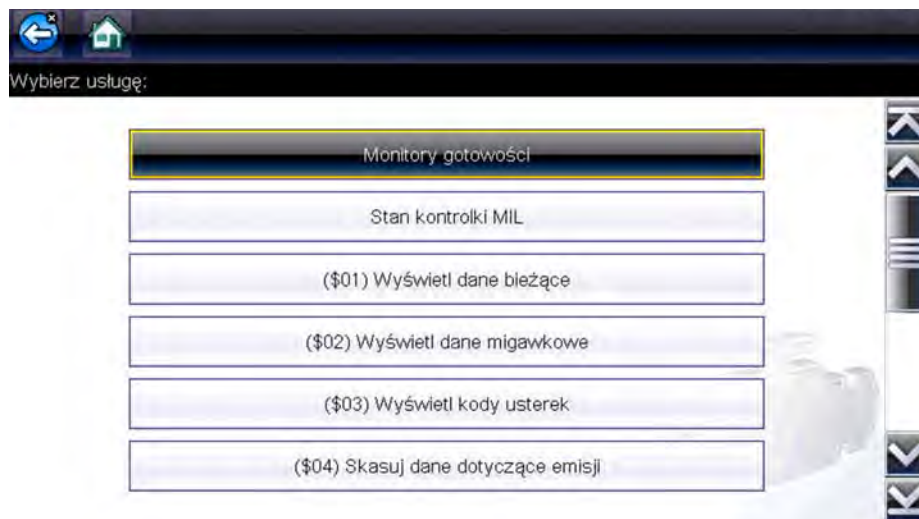 Wybierz usługę:
Monitory gotowości
Stan kontrolki MIL
($01) Wyświetl dane bieżące
($02) Wyświetl dane migawkowe
($03) Wyświetl kody usterek
($04) Skasuj dane dotyczące emisji